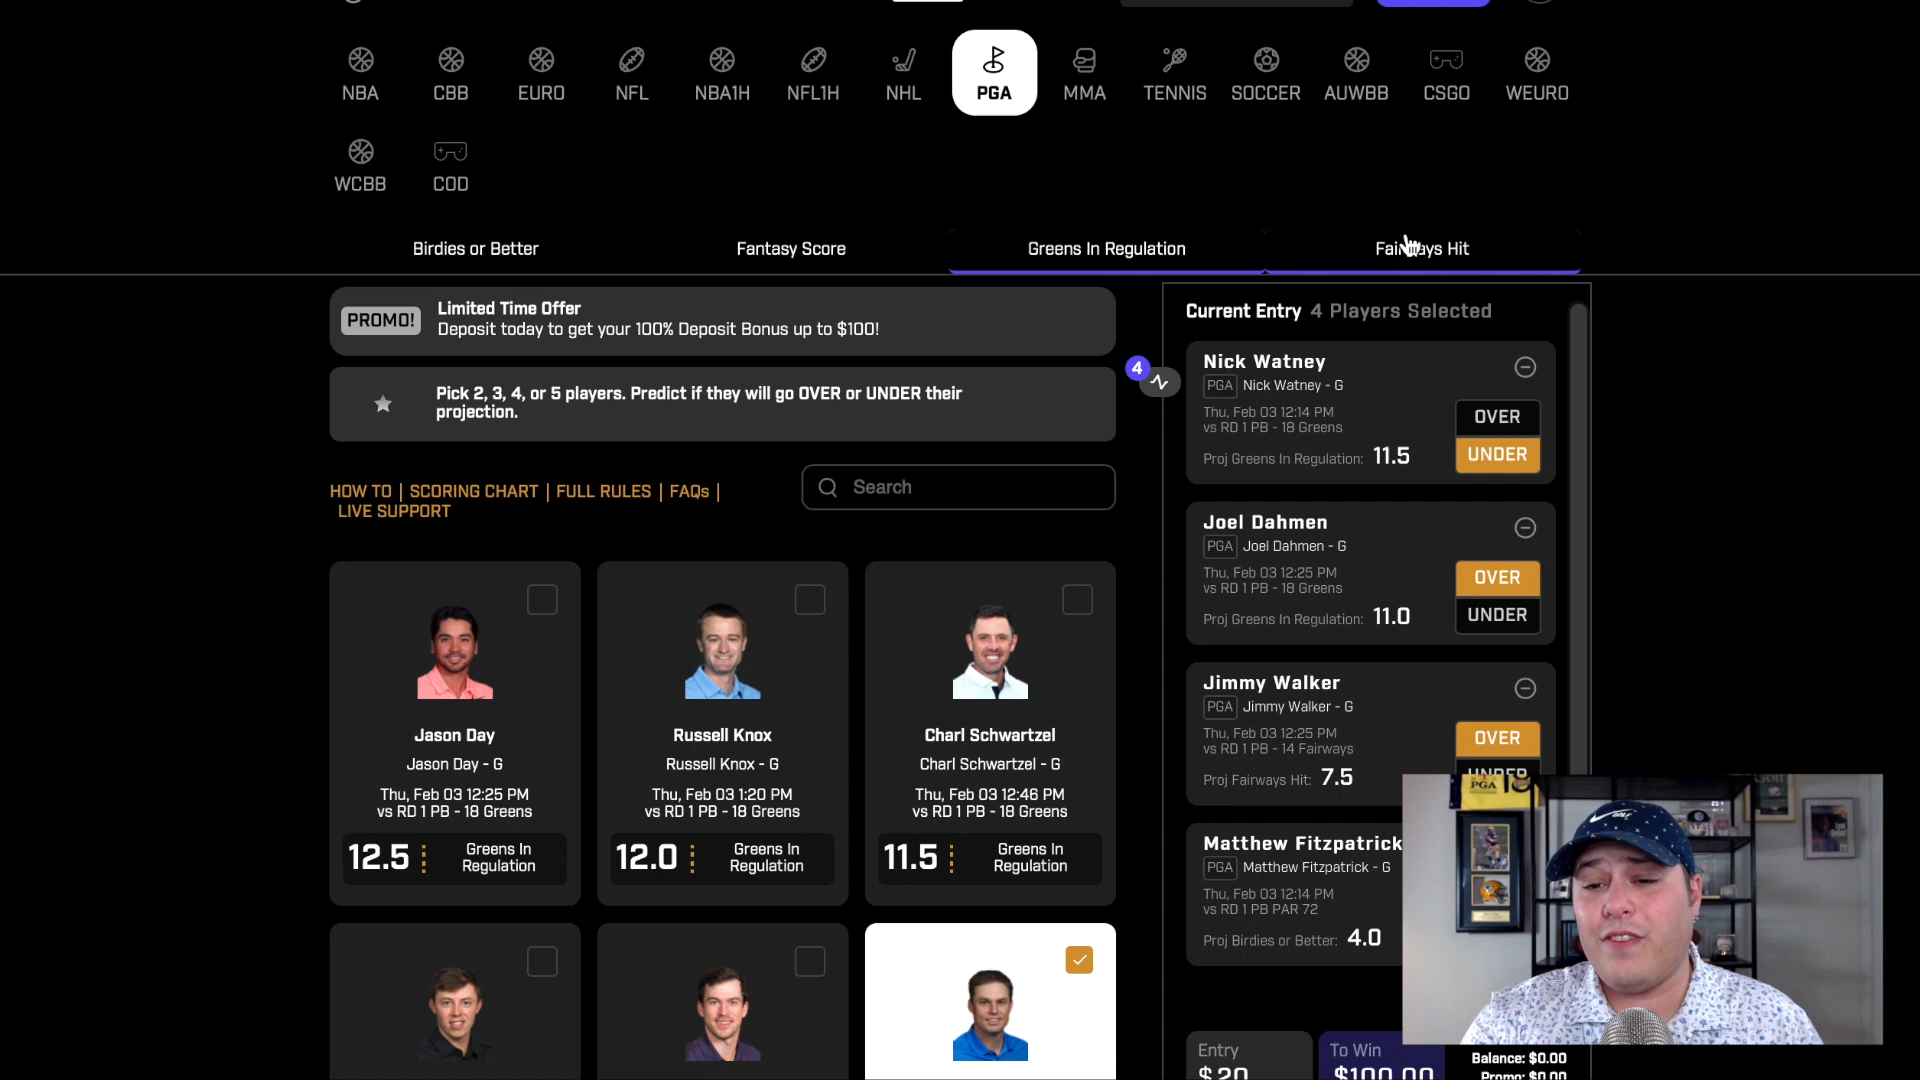 NBA CBB EURO NFL NBA1H NFL1H NHL PGA MMA TENNIS SOCCER AUWBB CSGO WEURO
WCBB COD
Birdies or Better Fantasy Score Greens In Regulation Fairways Hit
PROMO!
Limited Time Offer
Deposit today to get your 100% Deposit Bonus up to $100!
Pick 2, 3, 4, or 5 players. Predict if they will go OVER or UNDER their
projection.
HOW TO | SCORING CHART | FULL RULES | FAQs |
LIVE SUPPORT
Search
Jason Day
Jason Day - G
Thu, Feb 03 12:25 PM
vs RD 1 PB - 18 Greens
12.5
Greens In
Regulation
Russell Knox
Russell Knox - G
Thu, Feb 03 1:20 PM
vs RD 1 PB - 18 Greens
12.0
Greens In
Regulation
Charl Schwartzel
Charl Schwartzel - G
Thu, Feb 03 12:46 PM
vs RD 1 PB - 18 Greens
11.5
Greens In
Regulation
Current Entry 4 Players Selected
4
Nick Watney
PGA Nick Watney - G
Thu, Feb 03 12:14 PM
vs RD 1 PB - 18 Greens
Proj Greens In Regulation: 11.5
OVER
UNDER
Joel Dahmen
PGA Joel Dahmen - G
Thu, Feb 03 12:25 PM
vs RD 1 PB - 18 Greens
Proj Greens In Regulation: 11.0
OVER
UNDER
Jimmy Walker
PGA Jimmy Walker - G
Thu, Feb 03 12:25 PM
vs RD 1 PB - 14 Fairways
Proj Fairways Hit: 7.5
OVER
UNDER
Matthew Fitzpatrick
PGA Matthew Fitzpatrick - G
Thu, Feb 03 12:14 PM
vs RD 1 PB PAR 72
Proj Birdies or Better: 4.0
Entry
$20
To Win
$100.00
Balance: $0.00
Promo: $0.00
PGA